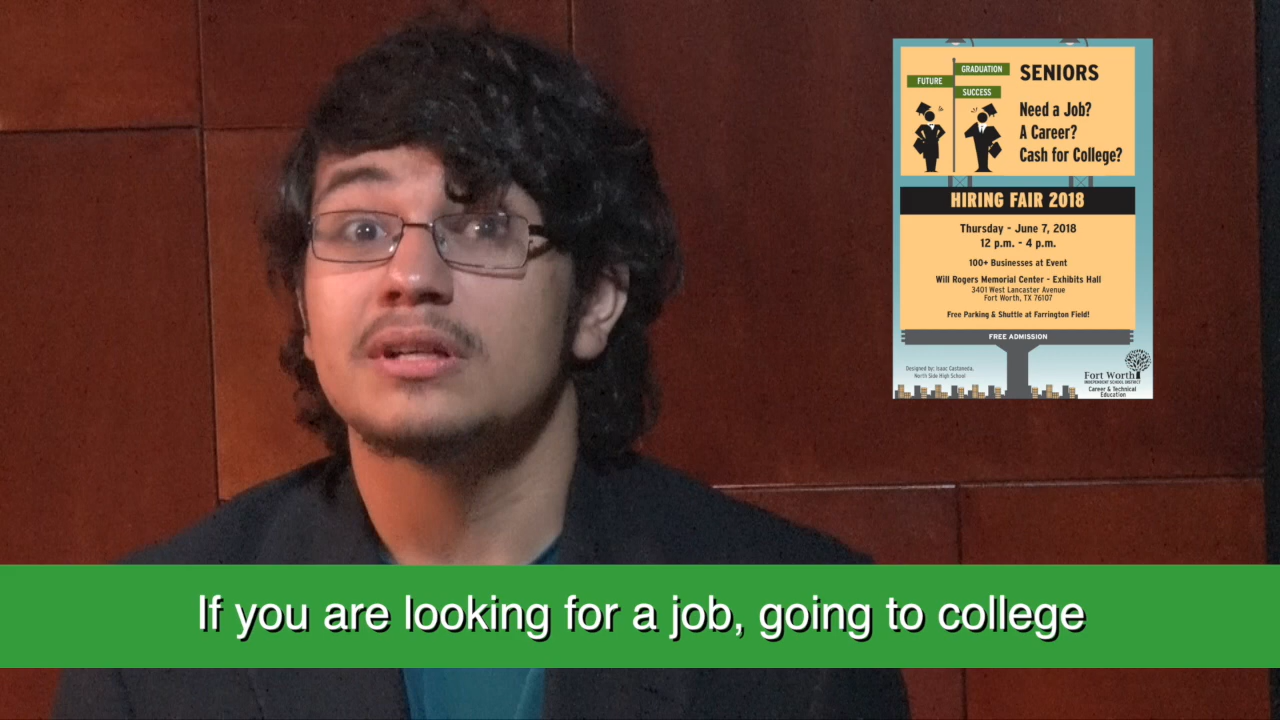 FUTURE
GRADUATION
SUCCESS
SENIORS
Need a Job?
A Career?
Cash for College?
HIRING FAIR 2018
Thursday - June 7, 2018
12 p.m. - 4 p.m.
100+ Businesses at Event
Will Rogers Memorial Center - Exhibits Hall
3401 West Lancaster Avenue
Fort Worth, TX 76107
Free Parking & Shuttle at Farrington Field!
FREE ADMISSION
Designed by: Isaac Castaneda,
North Side High School
Fort Worth
INDEPENDENT SCHOOL DISTRICT
Career & Technical
Education
If you are looking for a job, going to college